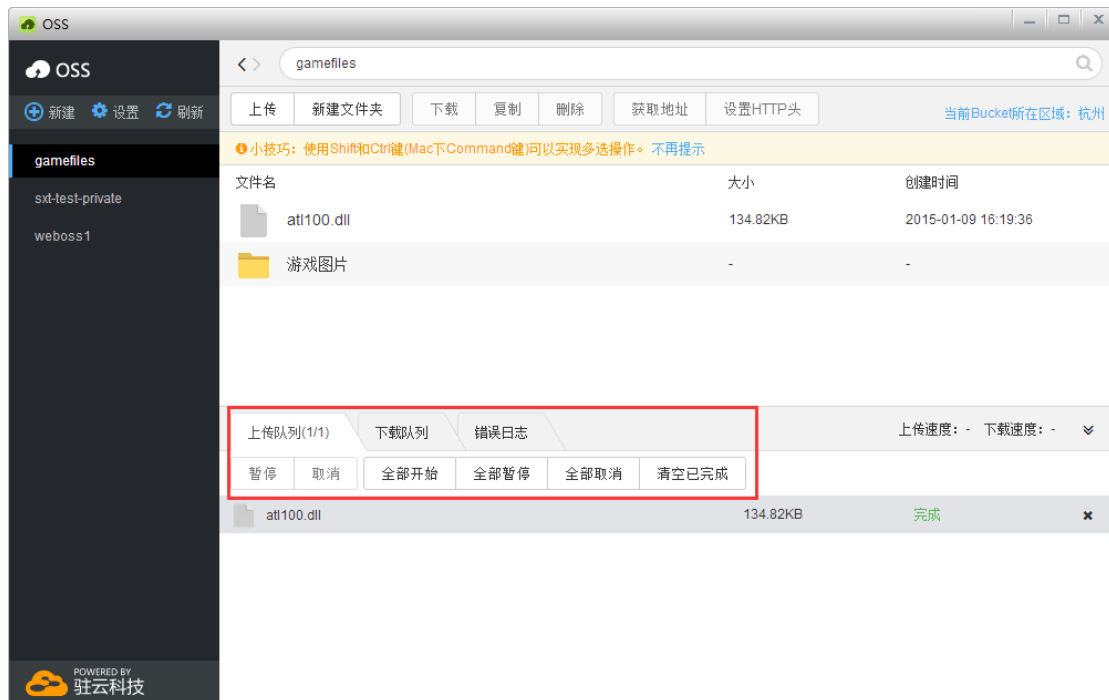 OSS
OSS
新建 设置 刷新
gamefiles
sxt-test-private
weboss1
POWERED BY
驻云科技
gamefiles
上传 新建文件夹 下载 复制 删除 获取地址 设置HTTP头 当前Bucket所在区域：杭州
小技巧：使用Shift和Ctrl键(Mac下Command键)可以实现多选操作。 不再提示
文件名 大小 创建时间
atl100.dll 134.82KB 2015-01-09 16:19:36
游戏图片 - -
上传队列(1/1) 下载队列 错误日志 上传速度：- 下载速度：-
暂停 取消 全部开始 全部暂停 全部取消 清空已完成
atl100.dll 134.82KB 完成